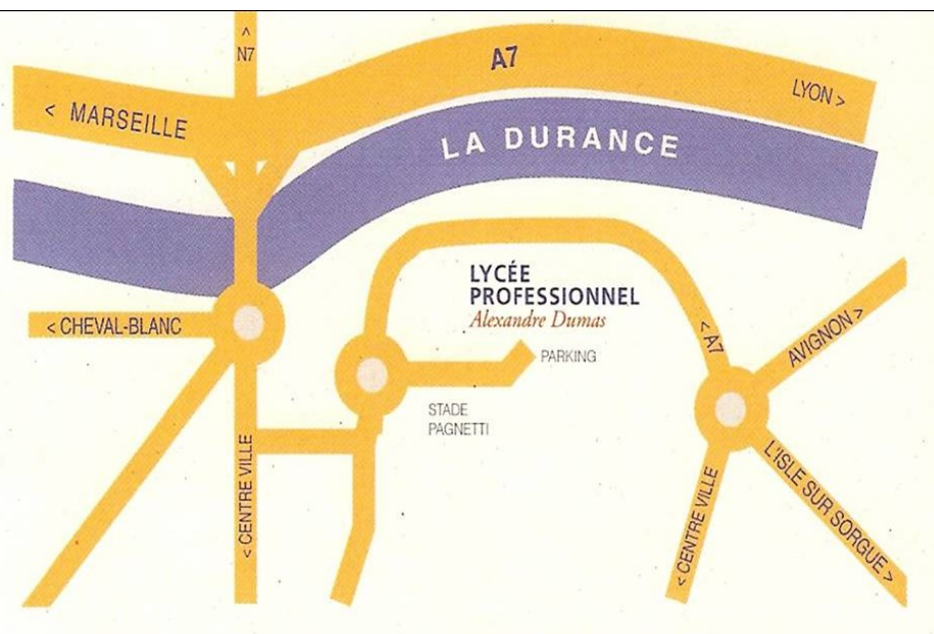 ^
N7
A7
LYON >
< MARSEILLE
LA DURANCE
LYCÉE
PROFESSIONNEL
Alexandre Dumas
< CHEVAL-BLANC
< A7
AVIGNON >
PARKING
STADE
PAGNETTI
< CENTRE VILLE
< CENTRE VILLE
L'ISLE SUR SORGUE >